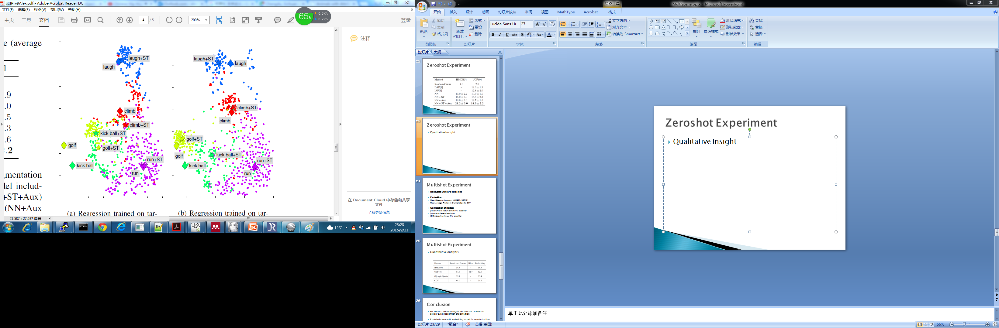 ICIP_v9Alex.pdf - Adobe Acrobat Reader DC
文件(F) 编辑(E) 视图(V) 窗口(W) 帮助(H)
主页 工具 文档
4 / 5
200%
65%
0.3K/s
0.2K/s
登录
注释
e (average
1
.9
.0
.5
.3
.6
2.2
gmentation
del includ-
+ST+Aux)
(NN+Aux
laugh+ST
laugh
climb
climb+ST
kick ball+ST
golf
golf+ST
run+ST
kick ball
run
(a) Regression trained on tar-
laugh+ST
laugh
climb+ST
climb
golf+ST
golf
kick ball+ST
run+ST
kick ball
run
(b) Regression trained on tar-
在 Document Cloud 中存储和共享
文件
了解更多信息
21.587 x 27.937 厘米
19℃
23:23
2015/9/23
MultiScene.pptx - Microsoft PowerPoint
绘图工具
开始 插入 设计 动画 幻灯片放映 审阅 视图 MathType Acrobat 格式
粘贴
剪切
复制
格式刷
剪贴板
新建
幻灯片
版式
重设
删除
幻灯片
Lucida Sans U 27
字体
文字方向
对齐文本
转换为 SmartArt
段落
排列
快速样式
形状填充
形状轮廓
形状效果
绘图
查找
替换
选择
编辑
幻灯片 大纲
22
Zeroshot Experiment
Method HMDB51 UCF101
Random Guess 4.0 2.0
DAP[1] – 14.3 ± 1.9
IAP[1] – 12.8 ± 2.0
NN 13.0 ± 2.7 10.9 ± 1.5
NN + ST 15.0 ± 3.0 15.8 ± 2.3
NN + Aux 18.0 ± 3.0 12.7 ± 1.6
NN + ST + Aux 21.2 ± 3.0 18.6 ± 2.2
23
Zeroshot Experiment
Qualitative Insight
24
Multishot Experiment
DataSplits Standard data splits
Evaluation
Mean Category Accuracy: HMDB51, UCF101
Mean Average Precision: Olympic Sports, CCV
Comparison of models
(1) Low-level feature direct SVM classifier
(2) Human labeled attribute
(3) Embedding linear SVM classifier
25
Multishot Experiment
Quantitative Analysis
Dataset Low-Level Feature HLA Embedding
HMDB51 58.4 - 56.4
UCF101 84.6 81.7 82.0
Olympic Sports 92.1 - 93.4
CCV 68.0 - 51.6
26
Conclusion
For the first time investigate the zeroshot problem on
action/event recognition and detection
Exploited a semantic embedding model for zeroshot action
Zeroshot Experiment
Qualitative Insight
单击此处添加备注
幻灯片 23/29 "聚合" 英语(美国)
66%